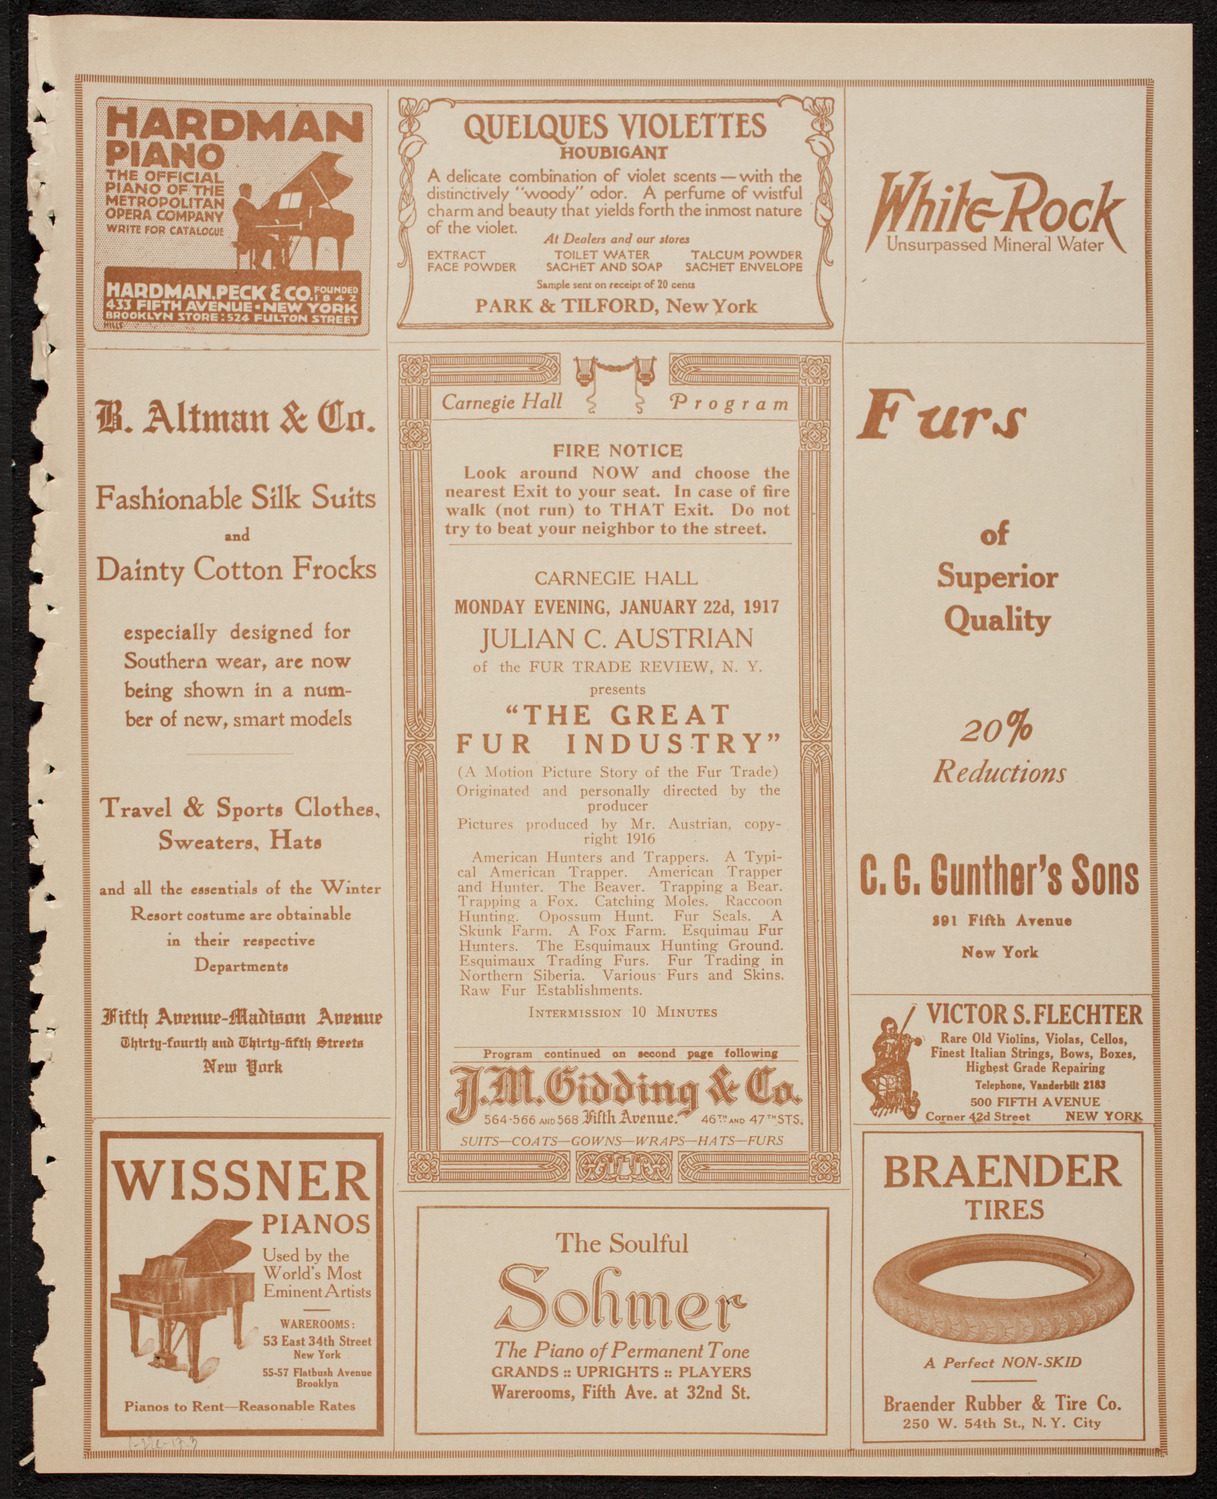 HARDMAN
PIANO
THE OFFICIAL
PIANO OF THE
METROPOLITAN
OPERA COMPANY
WRITE FOR CATALOGUE
HARDMAN, PECK & CO. FOUNDED 1842
433 FIFTH AVENUE - NEW YORK
BROOKLYN STORE: 524 FULTON STREET
HILLS
QUELQUES VIOLETTES
HOUBIGANT
A delicate combination of violet scents — with the
distinctively "woody" odor. A perfume of wistful
charm and beauty that yields forth the inmost nature
of the violet.
At Dealers and our stores
EXTRACT TOILET WATER TALCUM POWDER
FACE POWDER SACHET AND SOAP SACHET ENVELOPE
Sample sent on receipt of 20 cents
PARK & TILFORD, New York
White-Rock
Unsurpassed Mineral Water
B. Altman & Co.
Fashionable Silk Suits
and
Dainty Cotton Frocks
especially designed for
Southern wear, are now
being shown in a num-
ber of new, smart models
Travel & Sports Clothes,
Sweaters, Hats
and all the essentials of the Winter
Resort costume are obtainable
in their respective
Departments
Fifth Avenue-Madison Avenue
Thirty-fourth and Thirty-fifth Streets
New York
Carnegie Hall Program
FIRE NOTICE
Look around NOW and choose the
nearest Exit to your seat. In case of fire
walk (not run) to THAT Exit. Do not
try to beat your neighbor to the street.
CARNEGIE HALL
MONDAY EVENING, JANUARY 22d, 1917
JULIAN C. AUSTRIAN
of the FUR TRADE REVIEW, N. Y.
presents
"THE GREAT
FUR INDUSTRY"
(A Motion Picture Story of the Fur Trade)
Originated and personally directed by the
producer
Pictures produced by Mr. Austrian, copy-
right 1916
American Hunters and Trappers. A Typi-
cal American Trapper. American Trapper
and Hunter. The Beaver. Trapping a Bear.
Trapping a Fox. Catching Moles. Raccoon
Hunting. Opossum Hunt. Fur Seals. A
Skunk Farm. A Fox Farm. Esquimau Fur
Hunters. The Esquimaux Hunting Ground.
Esquimaux Trading Furs. Fur Trading in
Northern Siberia. Various Furs and Skins.
Raw Fur Establishments.
INTERMISSION 10 MINUTES
Program continued on second page following
J.M. Gidding & Co.
564-566 AND 568 Fifth Avenue. 46TH AND 47TH STS.
SUITS—COATS—GOWNS—WRAPS—HATS—FURS
Furs
of
Superior
Quality
20%
Reductions
C. G. Gunther's Sons
391 Fifth Avenue
New York
VICTOR S. FLECHTER
Rare Old Violins, Violas, Cellos,
Finest Italian Strings, Bows, Boxes,
Highest Grade Repairing
Telephone, Vanderbilt 2183
500 FIFTH AVENUE
Corner 42d Street NEW YORK
WISSNER
PIANOS
Used by the
World's Most
Eminent Artists
WAREROOMS:
53 East 34th Street
New York
55-57 Flatbush Avenue
Brooklyn
Pianos to Rent—Reasonable Rates
The Soulful
Sohmer
The Piano of Permanent Tone
GRANDS :: UPRIGHTS :: PLAYERS
Warerooms, Fifth Ave. at 32nd St.
BRAENDER
TIRES
A Perfect NON-SKID
Braender Rubber & Tire Co.
250 W. 54th St., N. Y. City